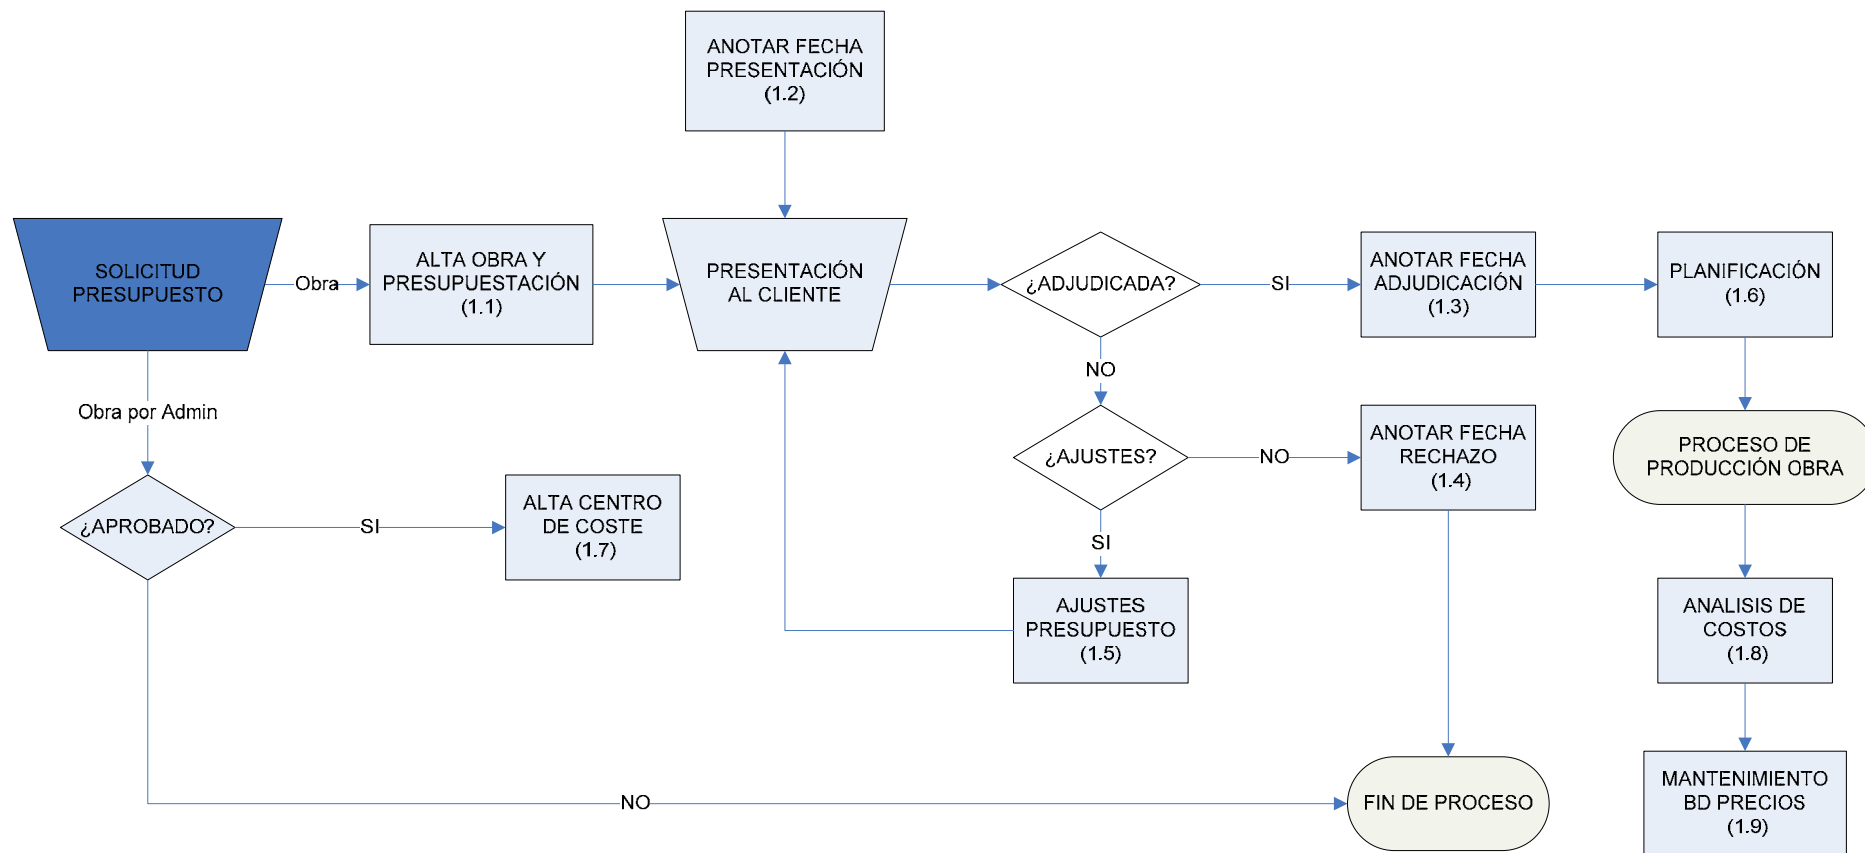 ANOTAR FECHA
PRESENTACIÓN
(1.2)
SOLICITUD
PRESUPUESTO
Obra
ALTA OBRA Y
PRESUPUESTACIÓN
(1.1)
PRESENTACIÓN
AL CLIENTE
¿ADJUDICADA?
SI
ANOTAR FECHA
ADJUDICACIÓN
(1.3)
PLANIFICACIÓN
(1.6)
NO
Obra por Admin
¿AJUSTES?
NO
ANOTAR FECHA
RECHAZO
(1.4)
PROCESO DE
PRODUCCIÓN OBRA
¿APROBADO?
SI
ALTA CENTRO
DE COSTE
(1.7)
SI
AJUSTES
PRESUPUESTO
(1.5)
ANALISIS DE
COSTOS
(1.8)
NO
FIN DE PROCESO
MANTENIMIENTO
BD PRECIOS
(1.9)